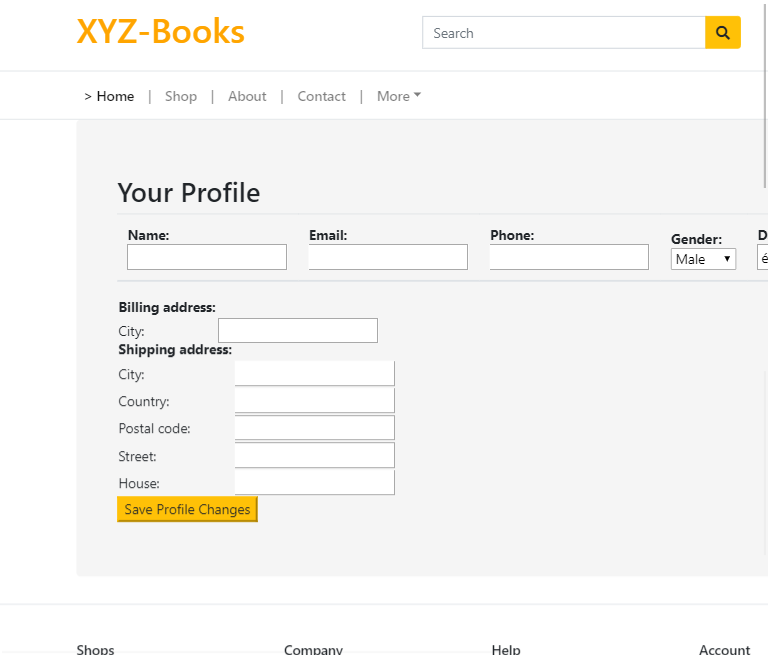 XYZ-Books
Search
> Home | Shop | About | Contact | More
Your Profile
Name: Email: Phone: Gender:
Male
Billing address:
City:
Shipping address:
City:
Country:
Postal code:
Street:
House:
Save Profile Changes
Shops Company Help Account